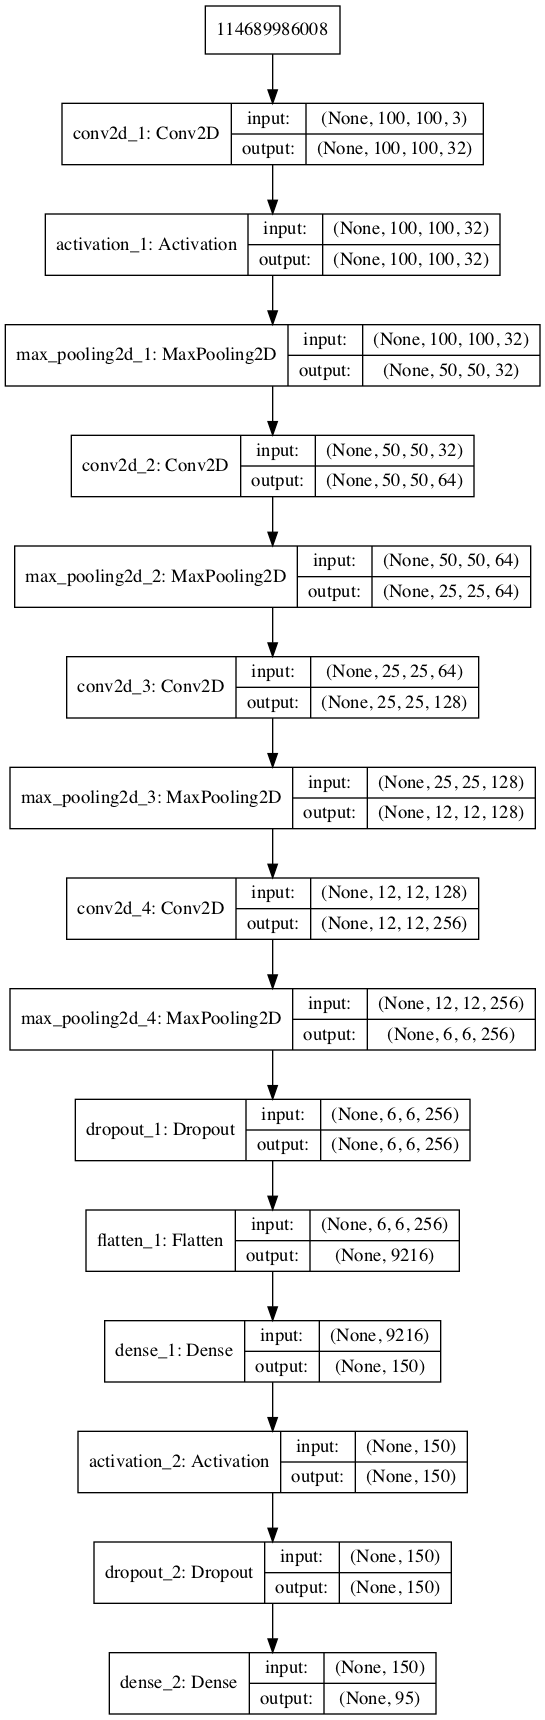 114689986008
conv2d_1: Conv2D
input: (None, 100, 100, 3)
output: (None, 100, 100, 32)
activation_1: Activation
input: (None, 100, 100, 32)
output: (None, 100, 100, 32)
max_pooling2d_1: MaxPooling2D
input: (None, 100, 100, 32)
output: (None, 50, 50, 32)
conv2d_2: Conv2D
input: (None, 50, 50, 32)
output: (None, 50, 50, 64)
max_pooling2d_2: MaxPooling2D
input: (None, 50, 50, 64)
output: (None, 25, 25, 64)
conv2d_3: Conv2D
input: (None, 25, 25, 64)
output: (None, 25, 25, 128)
max_pooling2d_3: MaxPooling2D
input: (None, 25, 25, 128)
output: (None, 12, 12, 128)
conv2d_4: Conv2D
input: (None, 12, 12, 128)
output: (None, 12, 12, 256)
max_pooling2d_4: MaxPooling2D
input: (None, 12, 12, 256)
output: (None, 6, 6, 256)
dropout_1: Dropout
input: (None, 6, 6, 256)
output: (None, 6, 6, 256)
flatten_1: Flatten
input: (None, 6, 6, 256)
output: (None, 9216)
dense_1: Dense
input: (None, 9216)
output: (None, 150)
activation_2: Activation
input: (None, 150)
output: (None, 150)
dropout_2: Dropout
input: (None, 150)
output: (None, 150)
dense_2: Dense
input: (None, 150)
output: (None, 95)